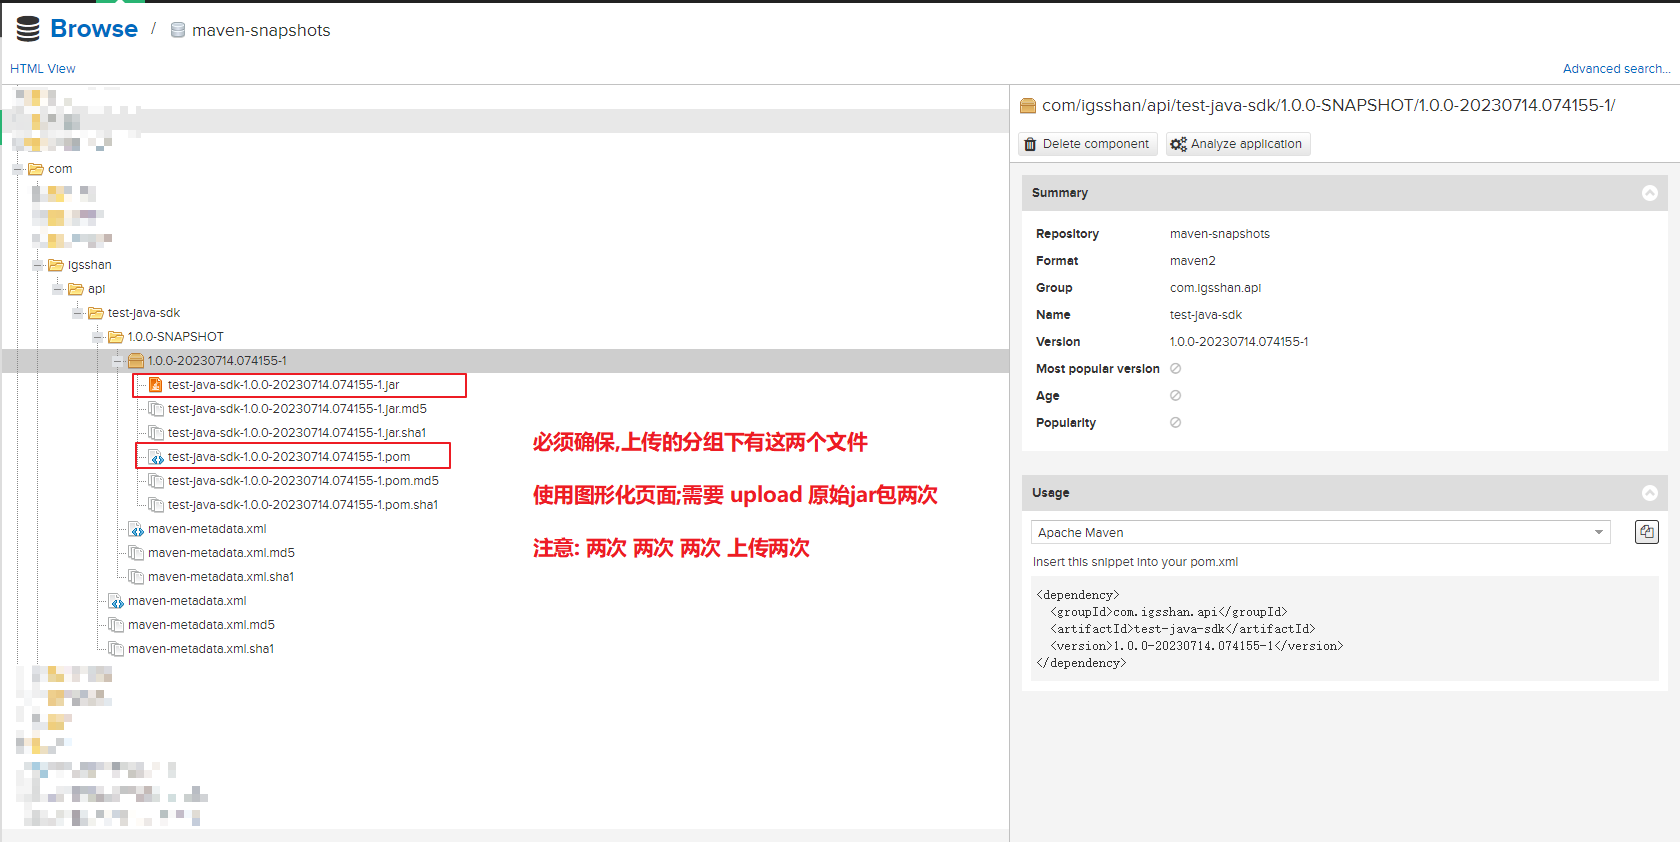 Browse / maven-snapshots
HTML View
Advanced search...
com
igsshan
api
test-java-sdk
1.0.0-SNAPSHOT
1.0.0-20230714.074155-1
test-java-sdk-1.0.0-20230714.074155-1.jar
test-java-sdk-1.0.0-20230714.074155-1.jar.md5
test-java-sdk-1.0.0-20230714.074155-1.jar.sha1
test-java-sdk-1.0.0-20230714.074155-1.pom
test-java-sdk-1.0.0-20230714.074155-1.pom.md5
test-java-sdk-1.0.0-20230714.074155-1.pom.sha1
maven-metadata.xml
maven-metadata.xml.md5
maven-metadata.xml.sha1
maven-metadata.xml
maven-metadata.xml.md5
maven-metadata.xml.sha1
必须确保,上传的分组下有这两个文件
使用图形化页面;需要 upload 原始jar包两次
注意: 两次 两次 两次 上传两次
com/igsshan/api/test-java-sdk/1.0.0-SNAPSHOT/1.0.0-20230714.074155-1/
Delete component
Analyze application
Summary
Repository maven-snapshots
Format maven2
Group com.igsshan.api
Name test-java-sdk
Version 1.0.0-20230714.074155-1
Most popular version
Age
Popularity
Usage
Apache Maven
Insert this snippet into your pom.xml
<dependency>
<groupId>com.igsshan.api</groupId>
<artifactId>test-java-sdk</artifactId>
<version>1.0.0-20230714.074155-1</version>
</dependency>